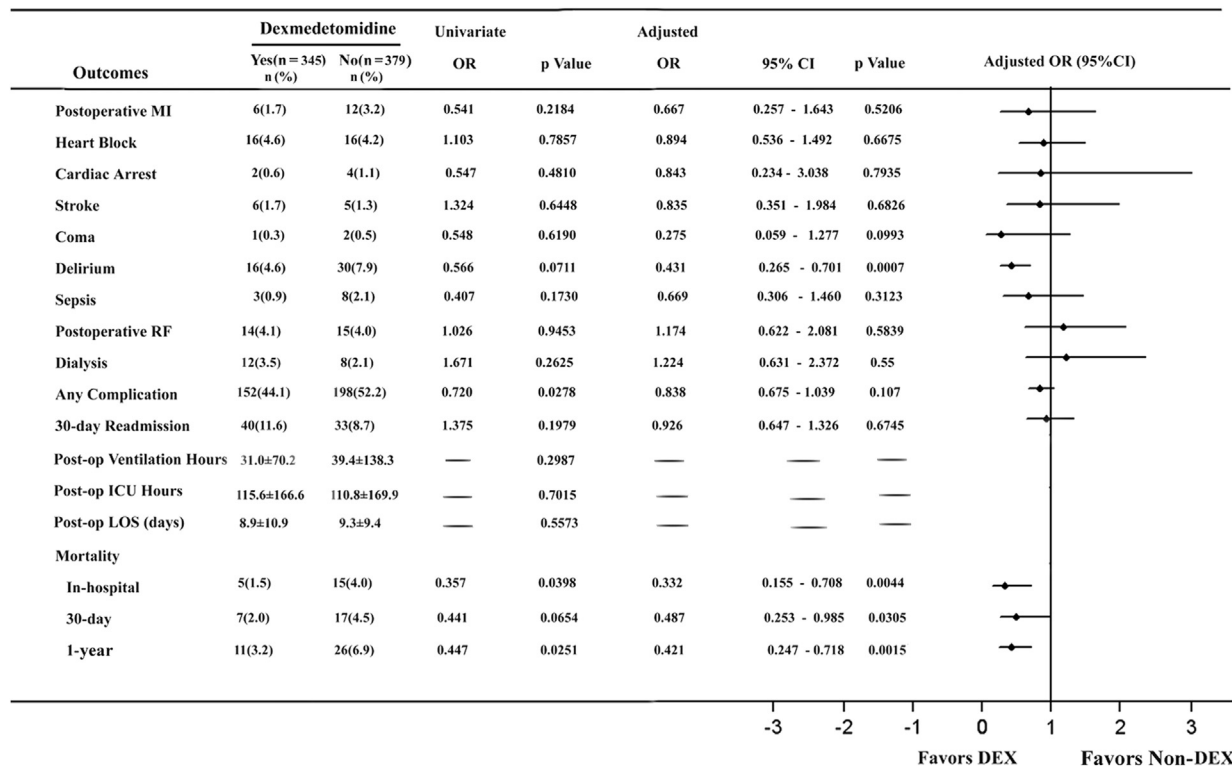 Dexmedetomidine Univariate Adjusted
Yes(n = 345) No(n = 379) OR p Value OR 95% CI p Value Adjusted OR (95%CI)
Outcomes n (%) n (%)
Postoperative MI 6(1.7) 12(3.2) 0.541 0.2184 0.667 0.257 - 1.643 0.5206
Heart Block 16(4.6) 16(4.2) 1.103 0.7857 0.894 0.536 - 1.492 0.6675
Cardiac Arrest 2(0.6) 4(1.1) 0.547 0.4810 0.843 0.234 - 3.038 0.7935
Stroke 6(1.7) 5(1.3) 1.324 0.6448 0.835 0.351 - 1.984 0.6826
Coma 1(0.3) 2(0.5) 0.548 0.6190 0.275 0.059 - 1.277 0.0993
Delirium 16(4.6) 30(7.9) 0.566 0.0711 0.431 0.265 - 0.701 0.0007
Sepsis 3(0.9) 8(2.1) 0.407 0.1730 0.669 0.306 - 1.460 0.3123
Postoperative RF 14(4.1) 15(4.0) 1.026 0.9453 1.174 0.622 - 2.081 0.5839
Dialysis 12(3.5) 8(2.1) 1.671 0.2625 1.224 0.631 - 2.372 0.55
Any Complication 152(44.1) 198(52.2) 0.720 0.0278 0.838 0.675 - 1.039 0.107
30-day Readmission 40(11.6) 33(8.7) 1.375 0.1979 0.926 0.647 - 1.326 0.6745
Post-op Ventilation Hours 31.0±70.2 39.4±138.3 — 0.2987 — — —
Post-op ICU Hours 115.6±166.6 110.8±169.9 — 0.7015 — — —
Post-op LOS (days) 8.9±10.9 9.3±9.4 — 0.5573 — — —
Mortality
In-hospital 5(1.5) 15(4.0) 0.357 0.0398 0.332 0.155 - 0.708 0.0044
30-day 7(2.0) 17(4.5) 0.441 0.0654 0.487 0.253 - 0.985 0.0305
1-year 11(3.2) 26(6.9) 0.447 0.0251 0.421 0.247 - 0.718 0.0015
-3 -2 -1 0 1 2 3
Favors DEX Favors Non-DEX